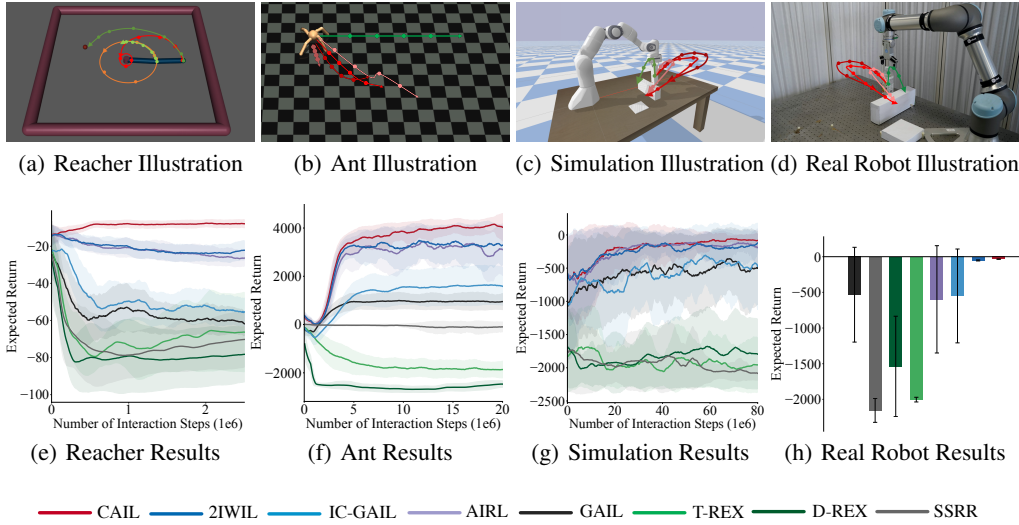 (a) Reacher Illustration
(b) Ant Illustration
(c) Simulation Illustration
(d) Real Robot Illustration
Expected Return
−20
−40
−60
−80
−100
0
1
2
Number of Interaction Steps (1e6)
(e) Reacher Results
Expected Return
4000
2000
0
−2000
0
5
10
15
20
Number of Interaction Steps (1e6)
(f) Ant Results
Expected Return
500
0
−500
−1000
−1500
−2000
−2500
0
20
40
60
80
Number of Interaction Steps (1e6)
(g) Simulation Results
Expected Return
0
−500
−1000
−1500
−2000
(h) Real Robot Results
CAIL
2IWIL
IC-GAIL
AIRL
GAIL
T-REX
D-REX
SSRR